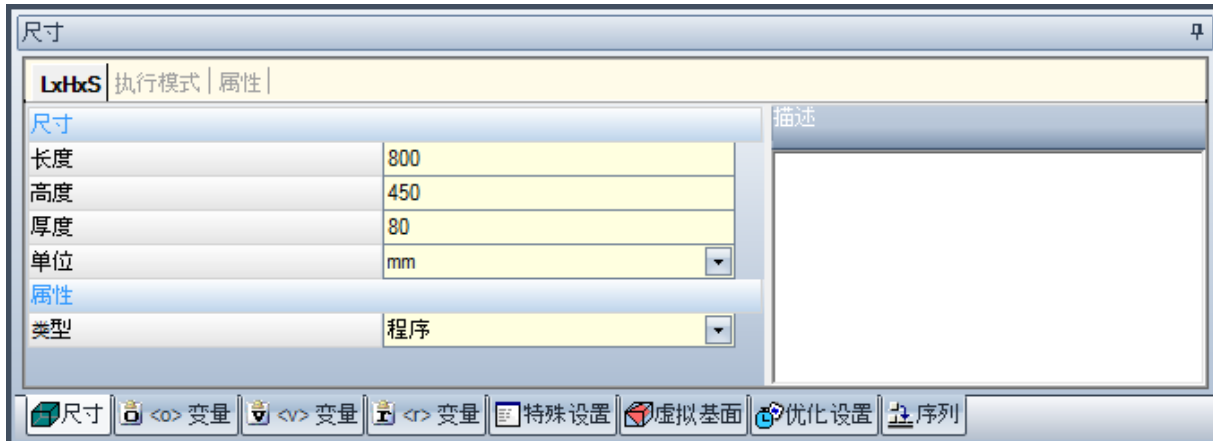 尺寸
LxHxS 执行模式 属性
尺寸
长度 800
高度 450
厚度 80
单位 mm
属性
类型 程序
描述
尺寸 o <o> 变量 v <v> 变量 r <r> 变量 特殊设置 虚拟基面 优化设置 序列